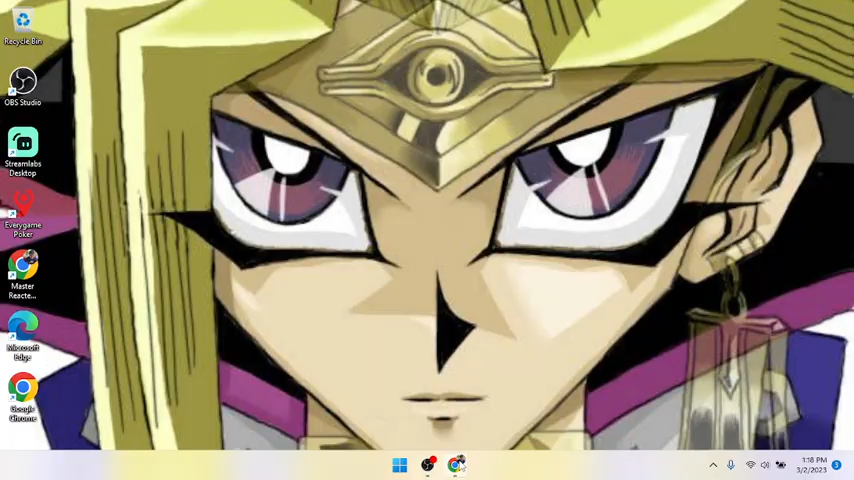 Recycle Bin
OBS Studio
Streamlabs
Desktop
Everygame
Poker
Master
Reacte...
Microsoft
Edge
Google
Chrome
1:18 PM
3/2/2023
3